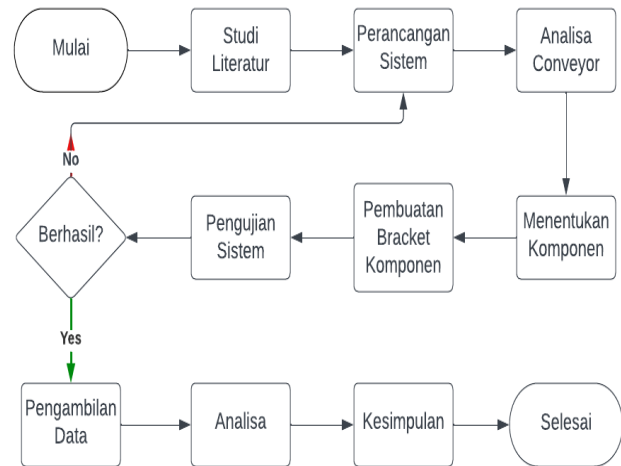 Mulai
Studi
Literatur
Perancangan
Sistem
Analisa
Conveyor
No
Berhasil?
Pengujian
Sistem
Pembuatan
Bracket
Komponen
Menentukan
Komponen
Yes
Pengambilan
Data
Analisa
Kesimpulan
Selesai